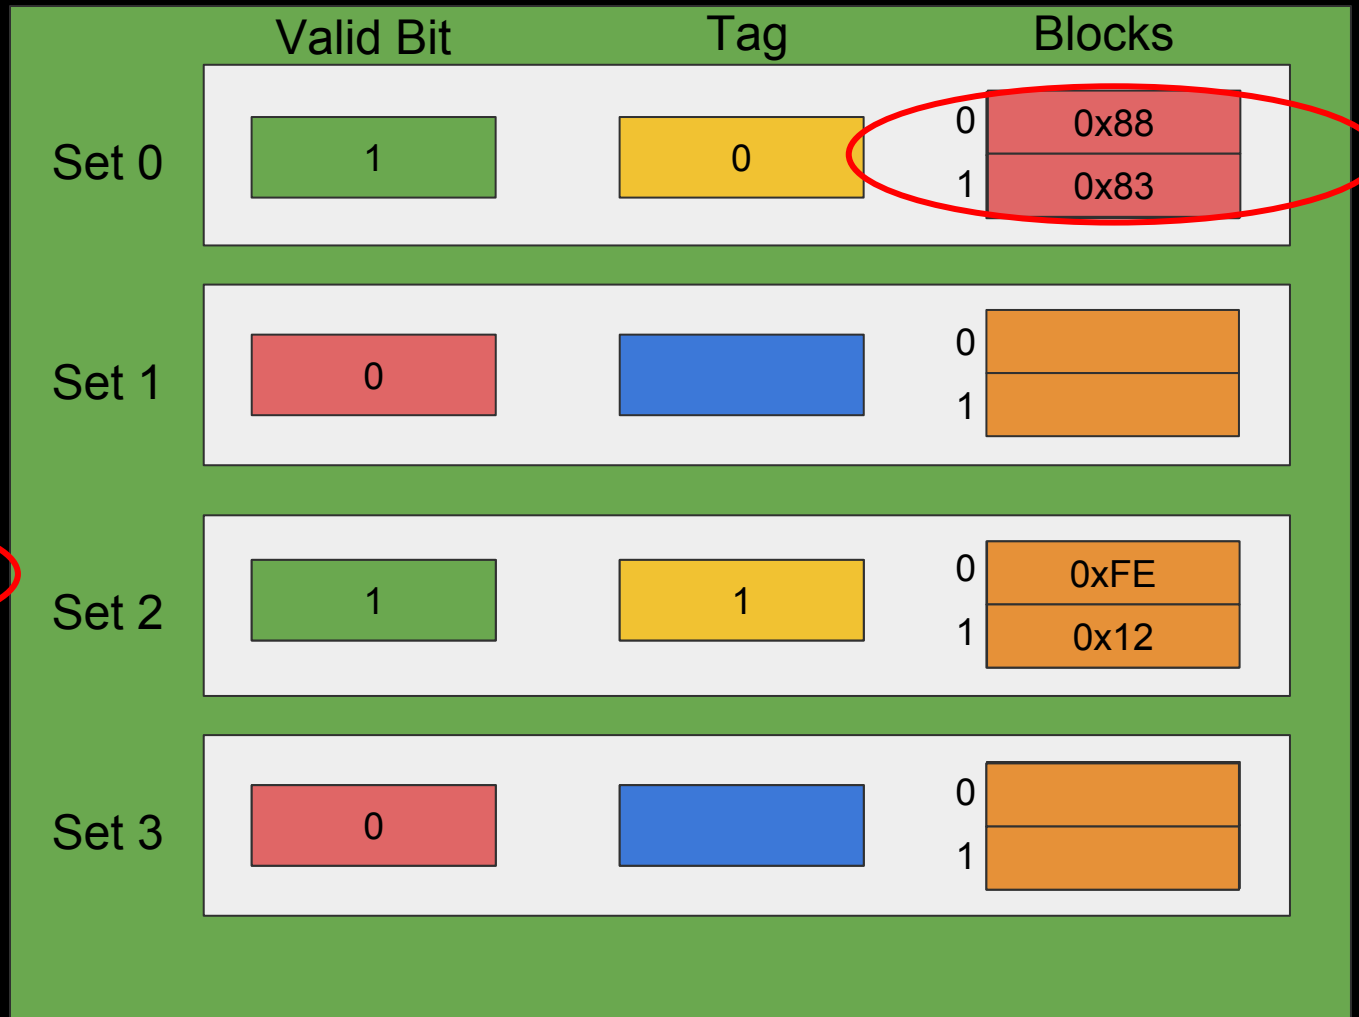 Valid Bit Tag Blocks
Set 0 1 0 0 0x88
1 0x83
Set 1 0 0
1
Set 2 1 1 0 0xFE
1 0x12
Set 3 0 0
1